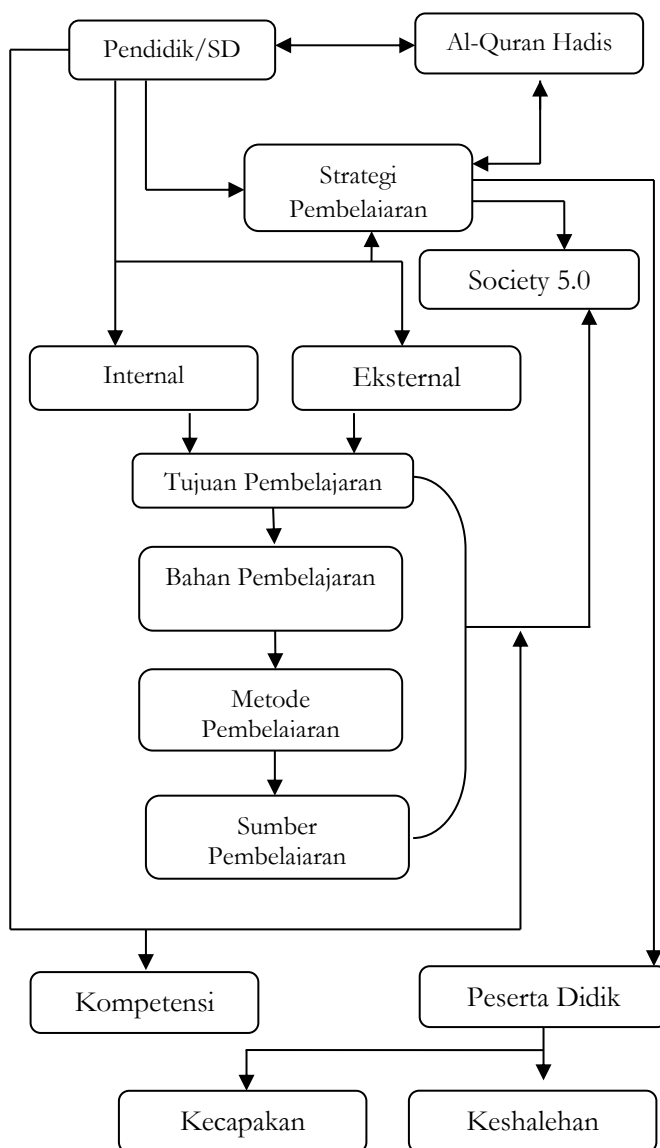 Pendidik/SD
Al-Quran Hadis
Strategi
Pembelaiaran
Society 5.0
Internal
Eksternal
Tujuan Pembelajaran
Bahan Pembelajaran
Metode
Pembelaiaran
Sumber
Pembelajaran
Kompetensi
Peserta Didik
Kecapakan
Keshalehan